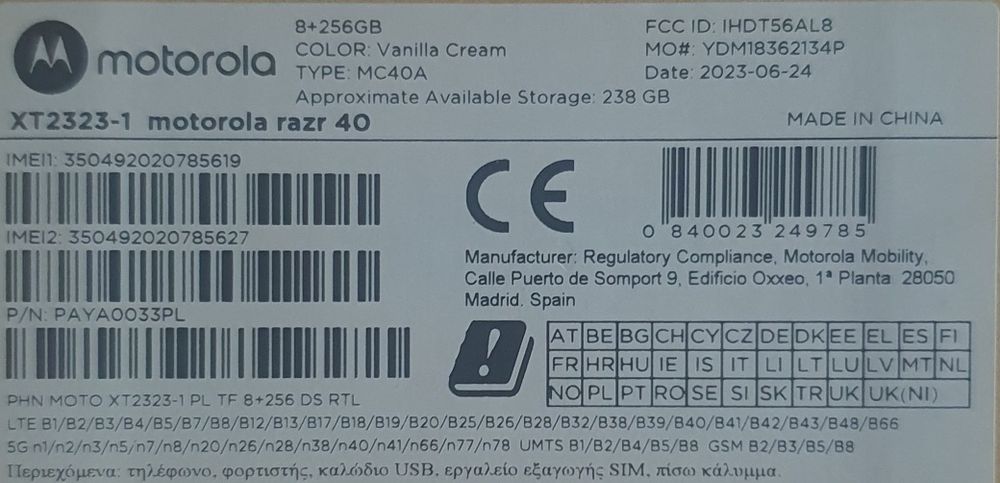 motorola
8+256GB
COLOR: Vanilla Cream
TYPE: MC40A
Approximate Available Storage: 238 GB
FCC ID: IHDT56AL8
MO#: YDM18362134P
Date: 2023-06-24
XT2323-1 motorola razr 40
MADE IN CHINA
IMEI1: 350492020785619
IMEI2: 350492020785627
P/N: PAYA0033PL
PHN MOTO XT2323-1 PL TF 8+256 DS RTL
CE
0 840023 249785
Manufacturer: Regulatory Compliance, Motorola Mobility,
Calle Puerto de Somport 9, Edificio Oxxeo, 1ª Planta 28050
Madrid. Spain
AT BE BG CH CY CZ DE DK EE EL ES FI
FR HR HU IE IS IT LI LT LU LV MT NL
NO PL PT RO SE SI SK TR UK UK(NI)
LTE B1/B2/B3/B4/B5/B7/B8/B12/B13/B17/B18/B19/B20/B25/B26/B28/B32/B38/B39/B40/B41/B42/B43/B48/B66
5G n1/n2/n3/n5/n7/n8/n20/n26/n28/n38/n40/n41/n66/n77/n78 UMTS B1/B2/B4/B5/B8 GSM B2/B3/B5/B8
Περιεχόμενα: τηλέφωνο, φορτιστής, καλώδιο USB, εργαλείο εξαγωγής SIM, πίσω κάλυμμα.